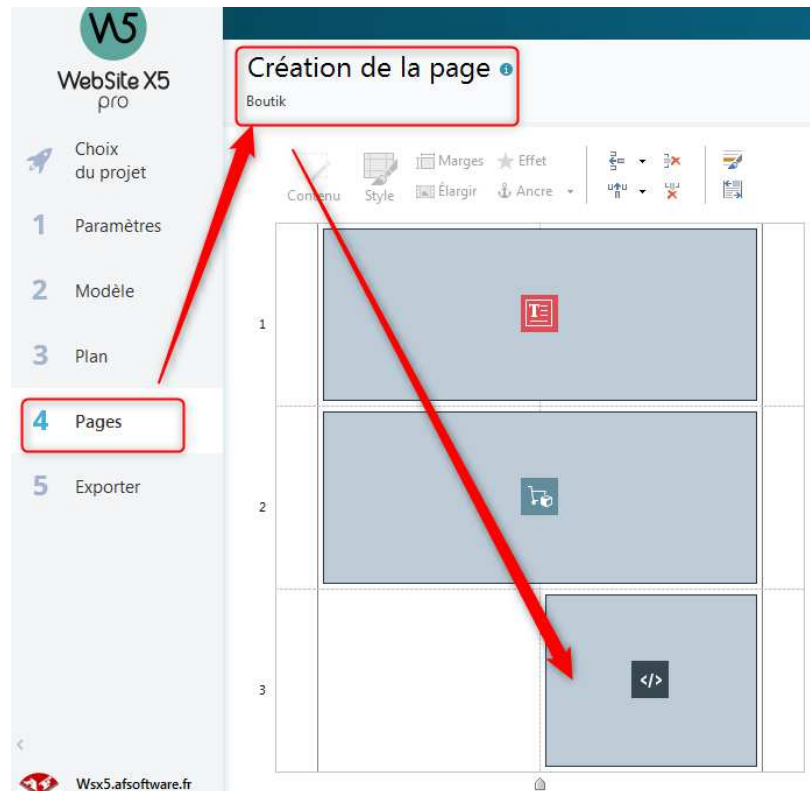 W5
WebSite X5
pro
Choix
du projet
1 Paramètres
2 Modèle
3 Plan
4 Pages
5 Exporter
Wsx5.afsoftware.fr
Création de la page
Boutik
Contenu
Style
Marges
Effet
Élargir
Ancre
1
T
2
3
</>